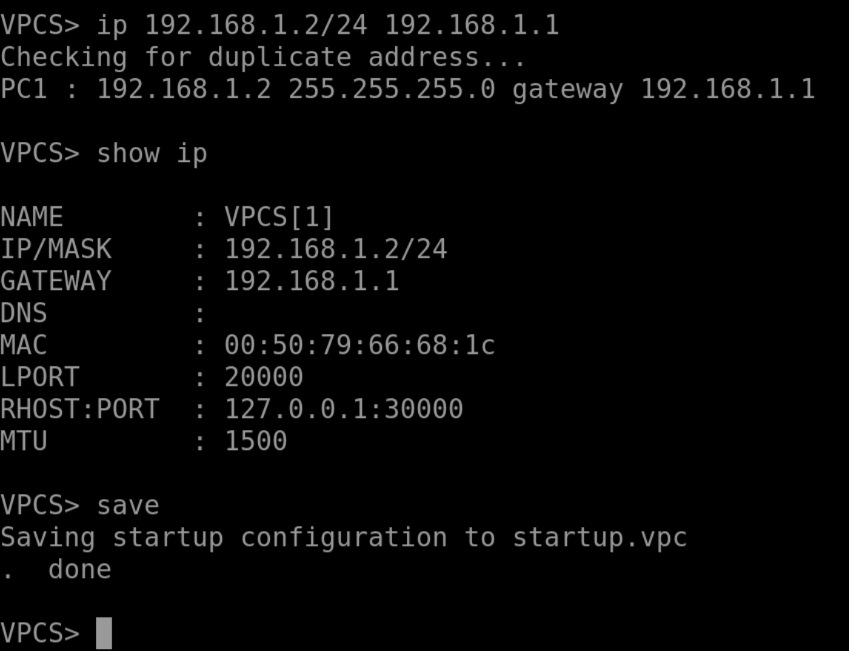 VPCS> ip 192.168.1.2/24 192.168.1.1
Checking for duplicate address...
PC1 : 192.168.1.2 255.255.255.0 gateway 192.168.1.1
VPCS> show ip
NAME        : VPCS[1]
IP/MASK     : 192.168.1.2/24
GATEWAY     : 192.168.1.1
DNS         :
MAC         : 00:50:79:66:68:1c
LPORT       : 20000
RHOST:PORT  : 127.0.0.1:30000
MTU         : 1500
VPCS> save
Saving startup configuration to startup.vpc
.  done
VPCS>